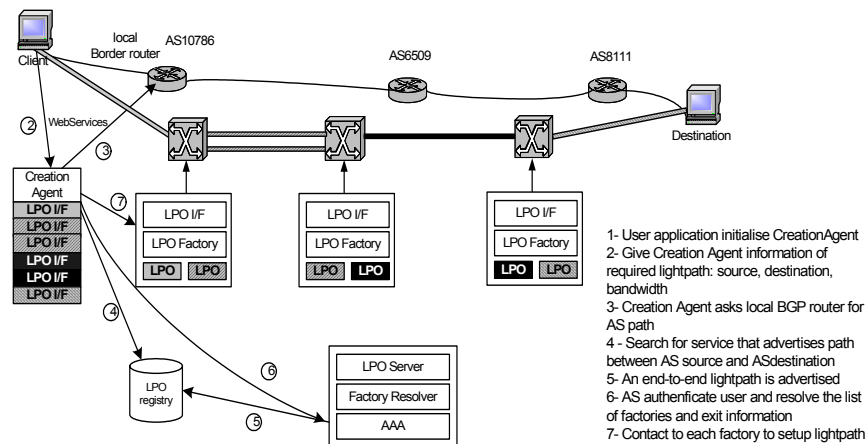 local
Border router
AS10786
AS6509
AS8111
Client
Destination
2
WebServices
3
Creation
Agent
LPO I/F
LPO I/F
LPO I/F
LPO I/F
LPO I/F
LPO I/F
7
LPO I/F
LPO Factory
LPO
LPO
LPO I/F
LPO Factory
LPO
LPO
LPO I/F
LPO Factory
LPO
LPO
4
6
5
LPO
registry
LPO Server
Factory Resolver
AAA
1- User application initialise CreationAgent
2- Give Creation Agent information of
required lightpath: source, destination,
bandwidth
3- Creation Agent asks local BGP router for
AS path
4 - Search for service that advertises path
between AS source and ASdestination
5- An end-to-end lightpath is advertised
6- AS authenficate user and resolve the list
of factories and exit information
7- Contact to each factory to setup lightpath